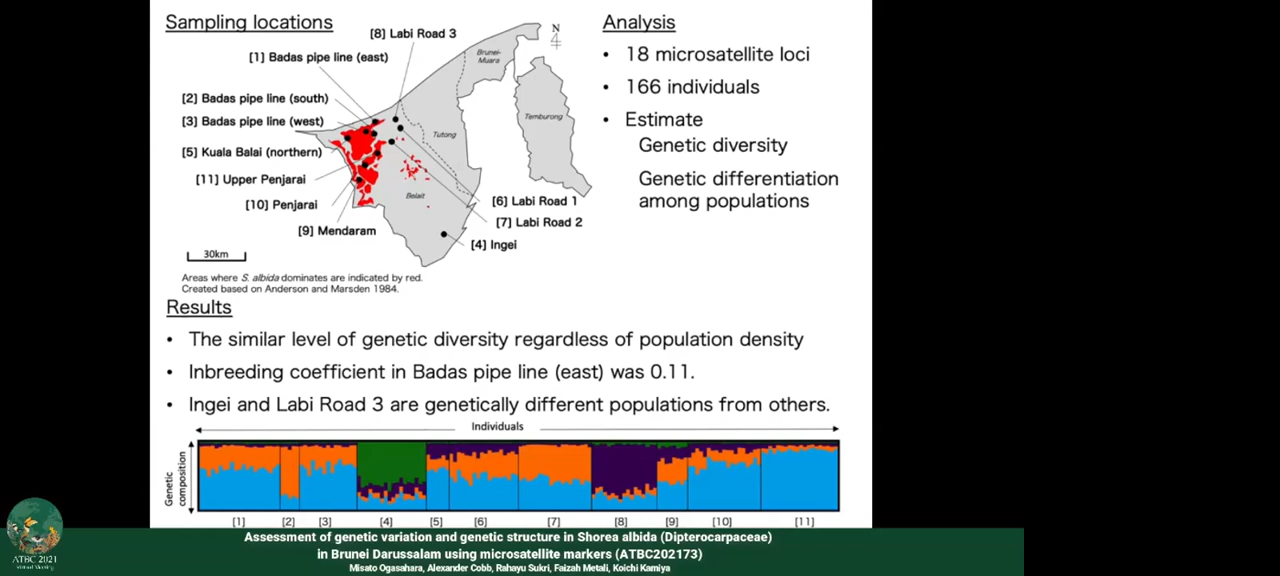 Sampling locations
[8] Labi Road 3
[1] Badas pipe line (east)
[2] Badas pipe line (south)
[3] Badas pipe line (west)
[5] Kuala Balai (northern)
[11] Upper Penjarai
[10] Penjarai
[9] Mendaram
N
Brunei-
Muara
Temburong
Tutong
Belait
[6] Labi Road 1
[7] Labi Road 2
[4] Ingei
30km
Areas where S. albida dominates are indicated by red.
Created based on Anderson and Marsden 1984.
Analysis
• 18 microsatellite loci
• 166 individuals
• Estimate
Genetic diversity
Genetic differentiation
among populations
Results
• The similar level of genetic diversity regardless of population density
• Inbreeding coefficient in Badas pipe line (east) was 0.11.
• Ingei and Labi Road 3 are genetically different populations from others.
Individuals
Genetic
composition
[1] [2] [3] [4] [5] [6] [7] [8] [9] [10] [11]
ATBC 2021
Virtual Meeting
Assessment of genetic variation and genetic structure in Shorea albida (Dipterocarpaceae)
in Brunei Darussalam using microsatellite markers (ATBC202173)
Misato Ogasahara, Alexander Cobb, Rahayu Sukri, Faizah Metali, Koichi Kamiya